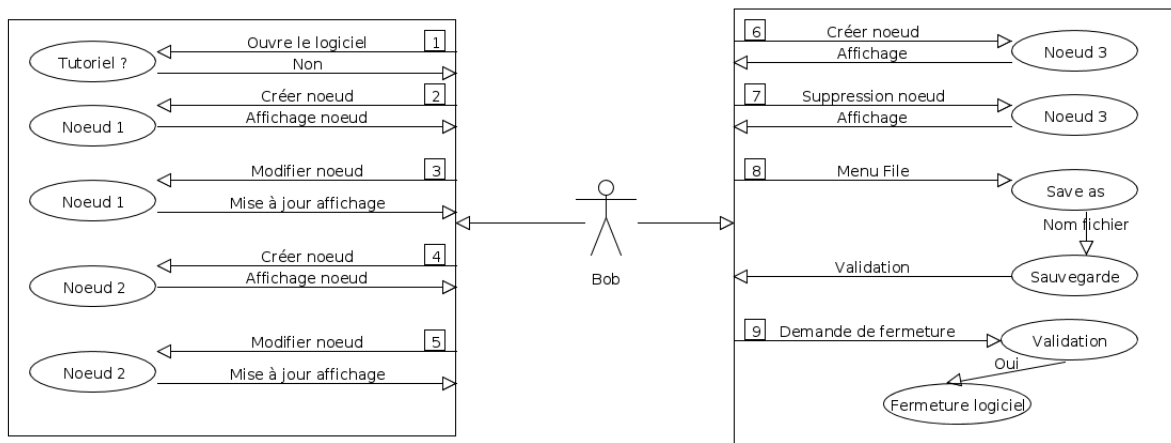 Ouvre le logiciel 1
Tutoriel ?
Non
Créer noeud 2
Noeud 1
Affichage noeud
Modifier noeud 3
Noeud 1
Mise à jour affichage
Créer noeud 4
Noeud 2
Affichage noeud
Modifier noeud 5
Noeud 2
Mise à jour affichage
Bob
6 Créer noeud
Noeud 3
Affichage
7 Suppression noeud
Noeud 3
Affichage
8 Menu File
Save as
Nom fichier
Validation
Sauvegarde
9 Demande de fermeture
Validation
Oui
Fermeture logiciel